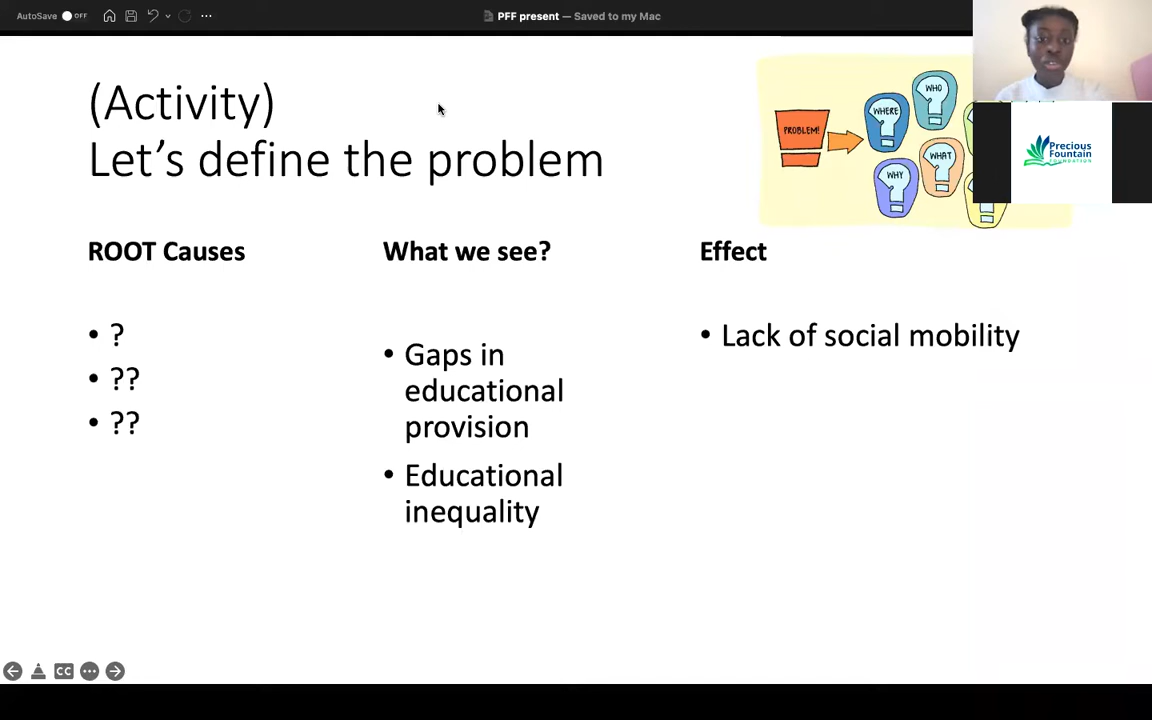 AutoSave OFF
PFF present — Saved to my Mac
(Activity)
Let's define the problem
PROBLEM!
WHERE
WHO
WHY
WHAT
Precious
Fountain
FOUNDATION
ROOT Causes
• ?
• ??
• ??
What we see?
• Gaps in
educational
provision
• Educational
inequality
Effect
• Lack of social mobility
CC